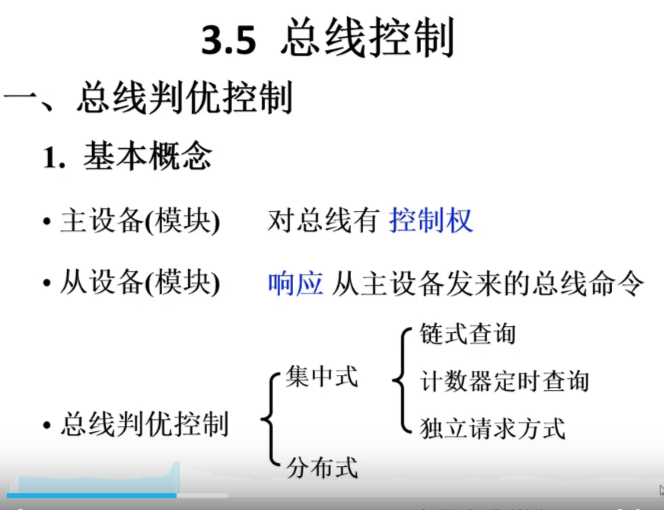 3.5 总线控制
一、总线判优控制
1. 基本概念
• 主设备(模块) 对总线有 控制权
• 从设备(模块) 响应 从主设备发来的总线命令
链式查询
集中式
计数器定时查询
• 总线判优控制
独立请求方式
分布式